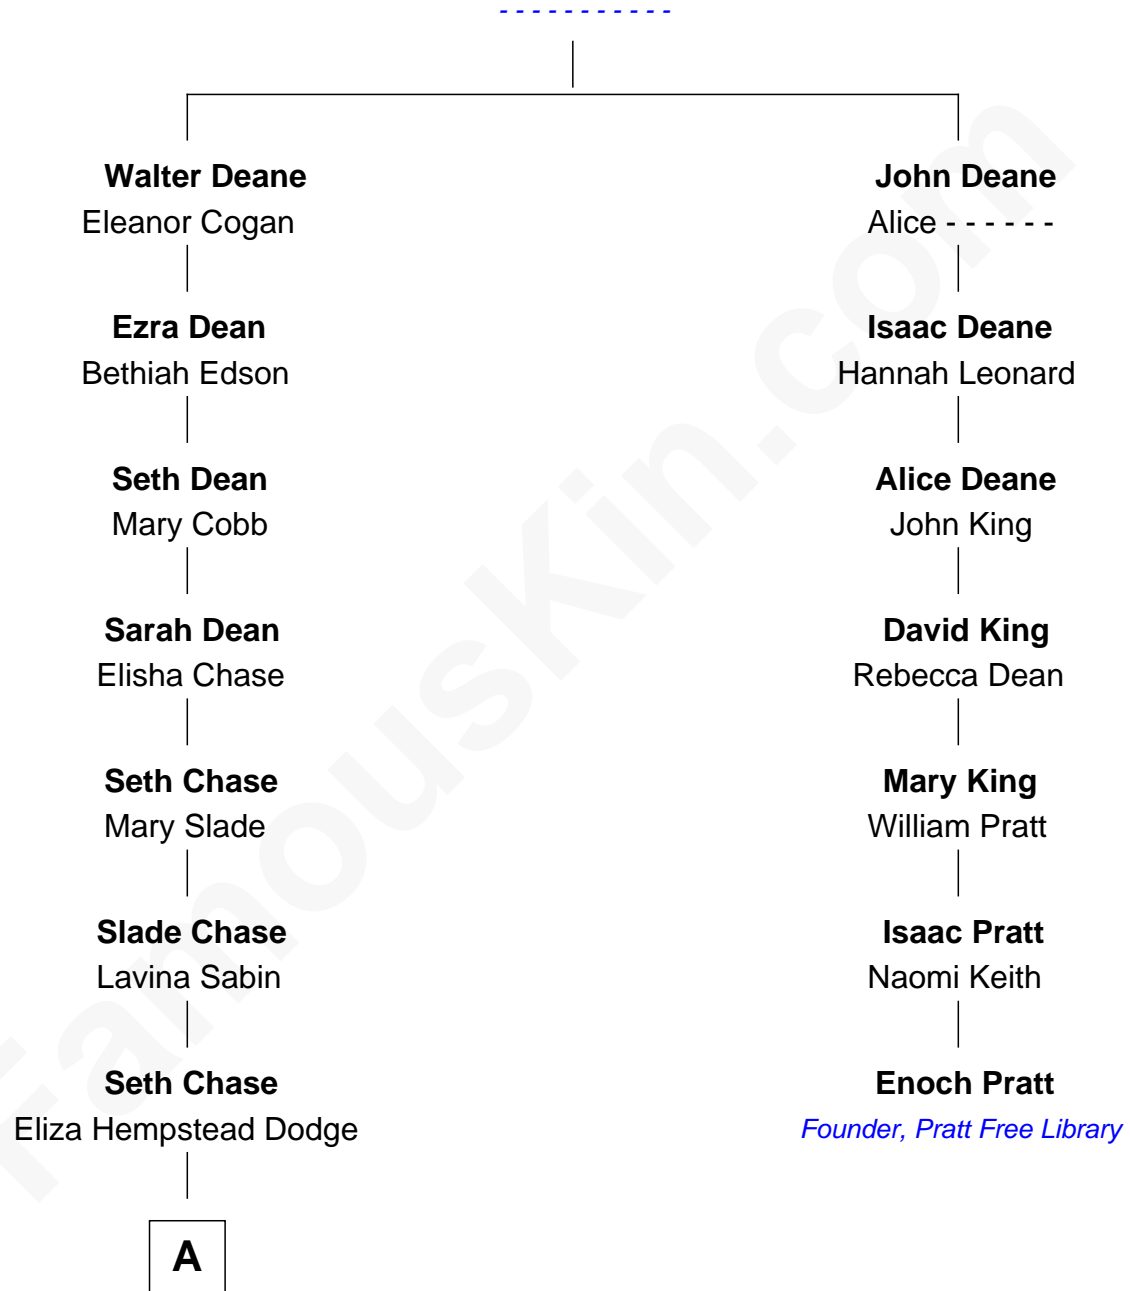 - - - - - - - - - - -
Walter Deane
Eleanor Cogan
Ezra Dean
Bethiah Edson
Seth Dean
Mary Cobb
Sarah Dean
Elisha Chase
Seth Chase
Mary Slade
Slade Chase
Lavina Sabin
Seth Chase
Eliza Hempstead Dodge
A
John Deane
Alice - - - - - -
Isaac Deane
Hannah Leonard
Alice Deane
John King
David King
Rebecca Dean
Mary King
William Pratt
Isaac Pratt
Naomi Keith
Enoch Pratt
Founder, Pratt Free Library
FamousKin.com